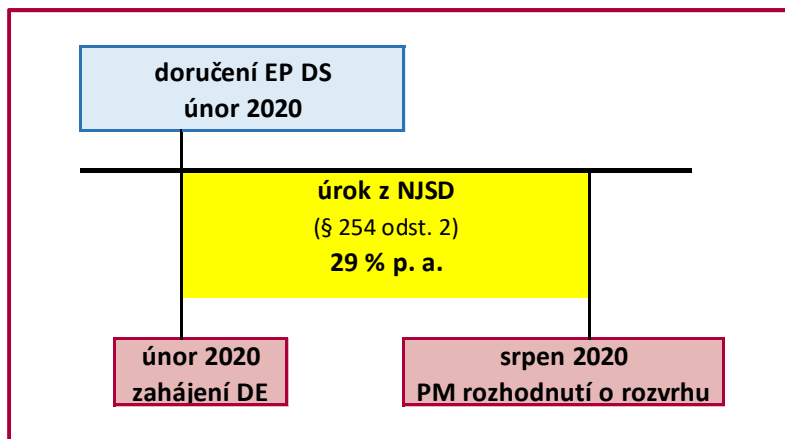 doručení EP DS
únor 2020
úrok z NJSD
(§ 254 odst. 2)
29 % p. a.
únor 2020
zahájení DE
srpen 2020
PM rozhodnutí o rozvrhu